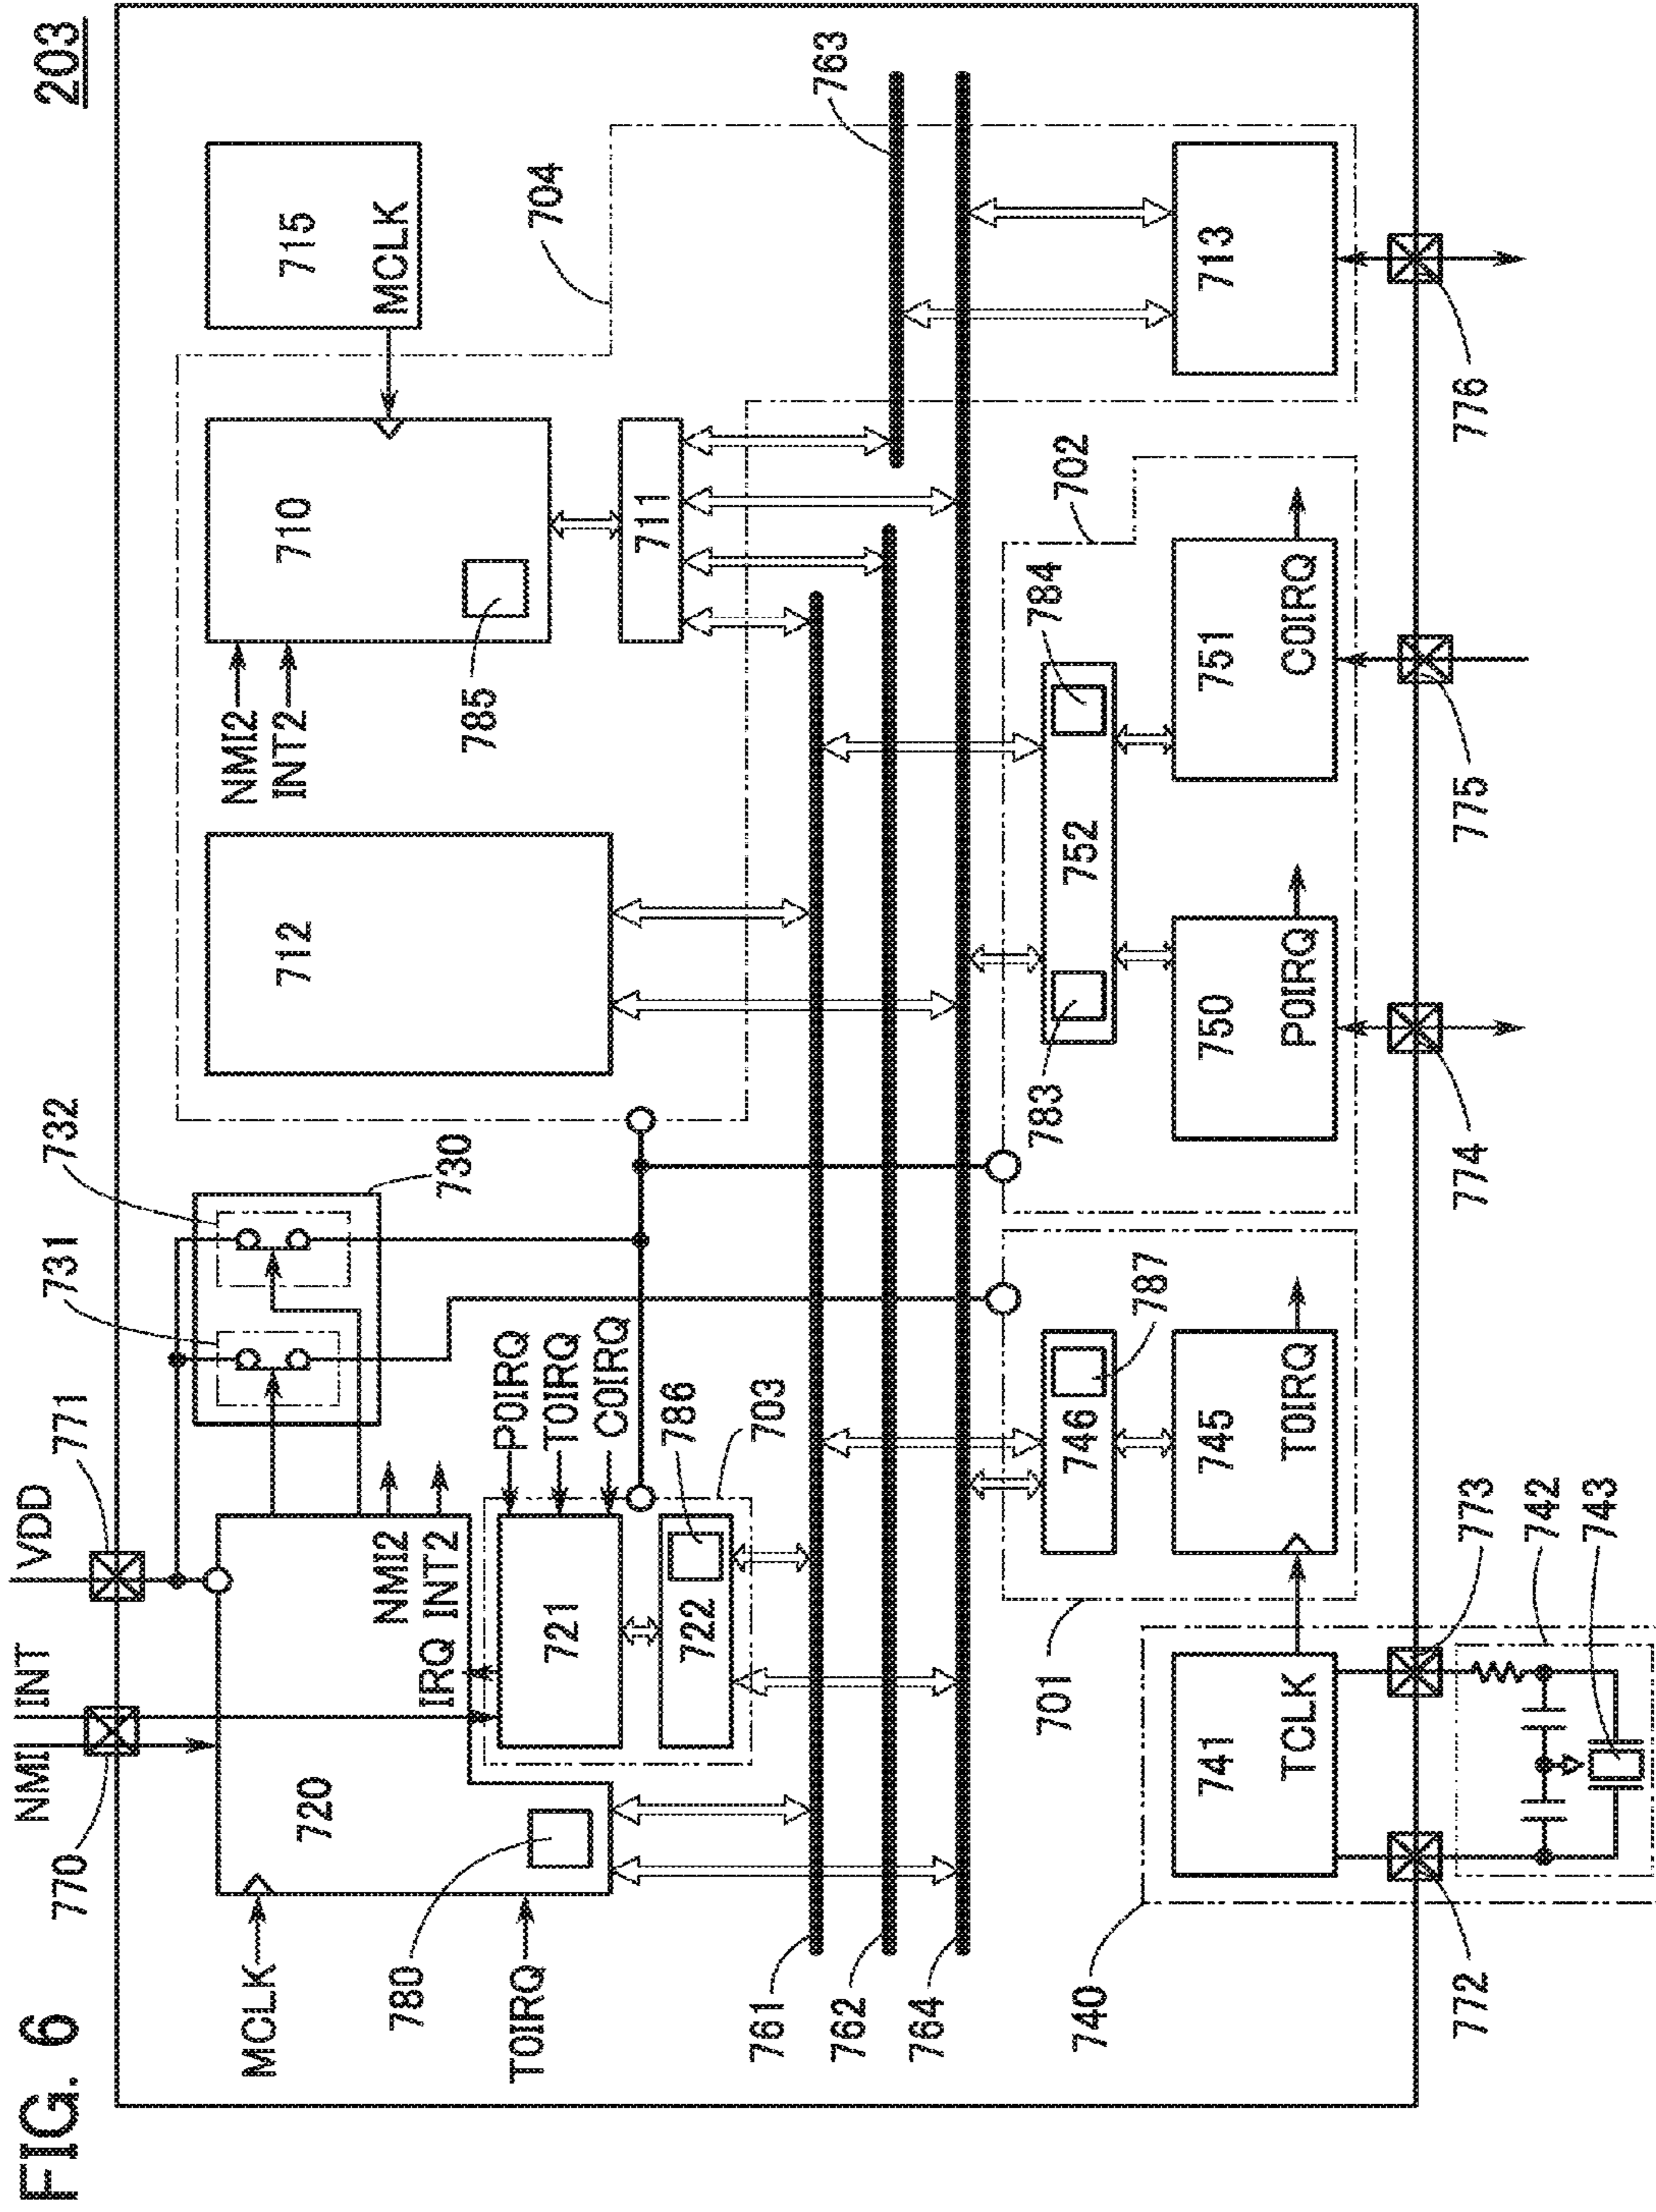 FIG. 6
203
NMI INT
VDD
770
771
731
732
730
MCLK
720
780
T0IRQ
NMI2
INT2
IRQ
P0IRQ
T0IRQ
C0IRQ
721
722
786
703
712
NMI2
INT2
710
785
711
715
MCLK
704
761
762
764
763
740
701
741
TCLK
746
787
745
T0IRQ
783
752
784
702
750
P0IRQ
751
C0IRQ
713
772
773
742
743
774
775
776